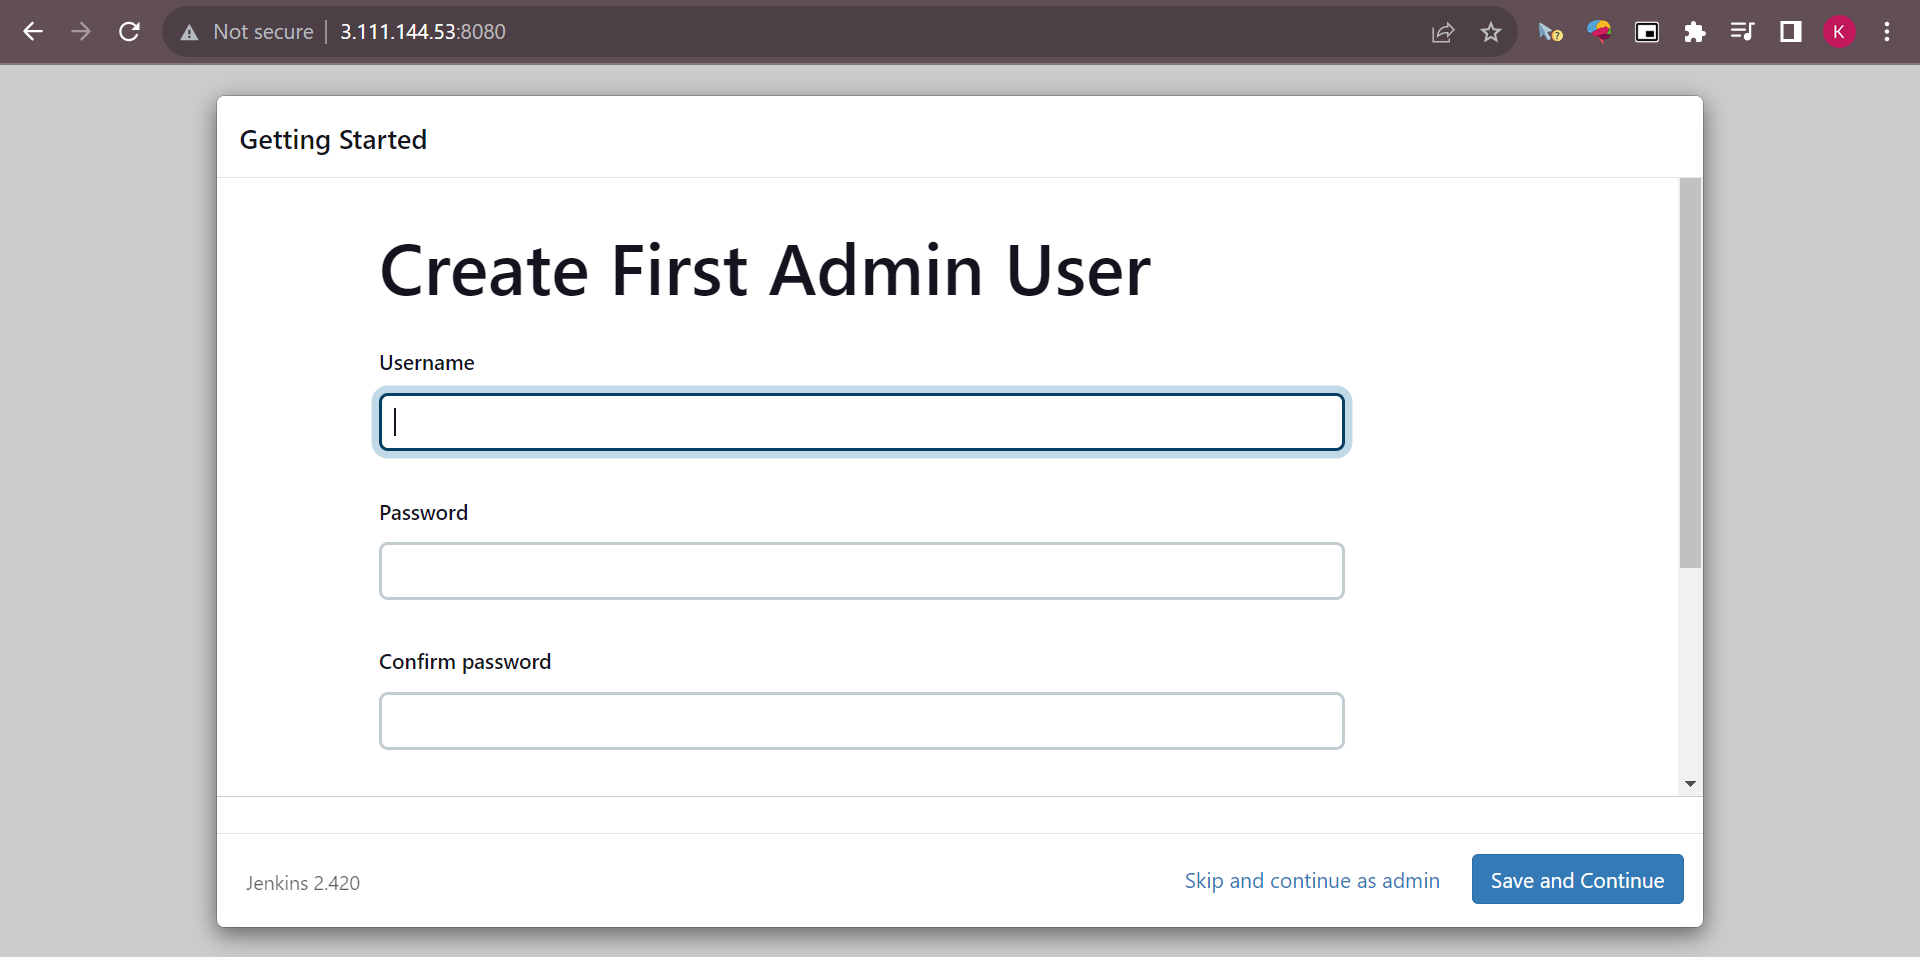 Not secure 3.111.144.53:8080
K
Getting Started
Create First Admin User
Username
Password
Confirm password
Jenkins 2.420
Skip and continue as admin
Save and Continue